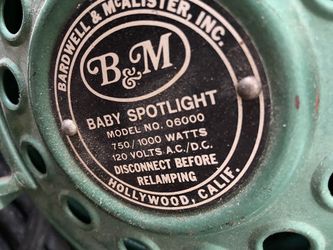 BARDWELL & McALISTER, INC.
B&M
BABY SPOTLIGHT
MODEL NO. 06000
750/1000 WATTS
120 VOLTS A.C./D.C.
DISCONNECT BEFORE
RELAMPING
HOLLYWOOD, CALIF.